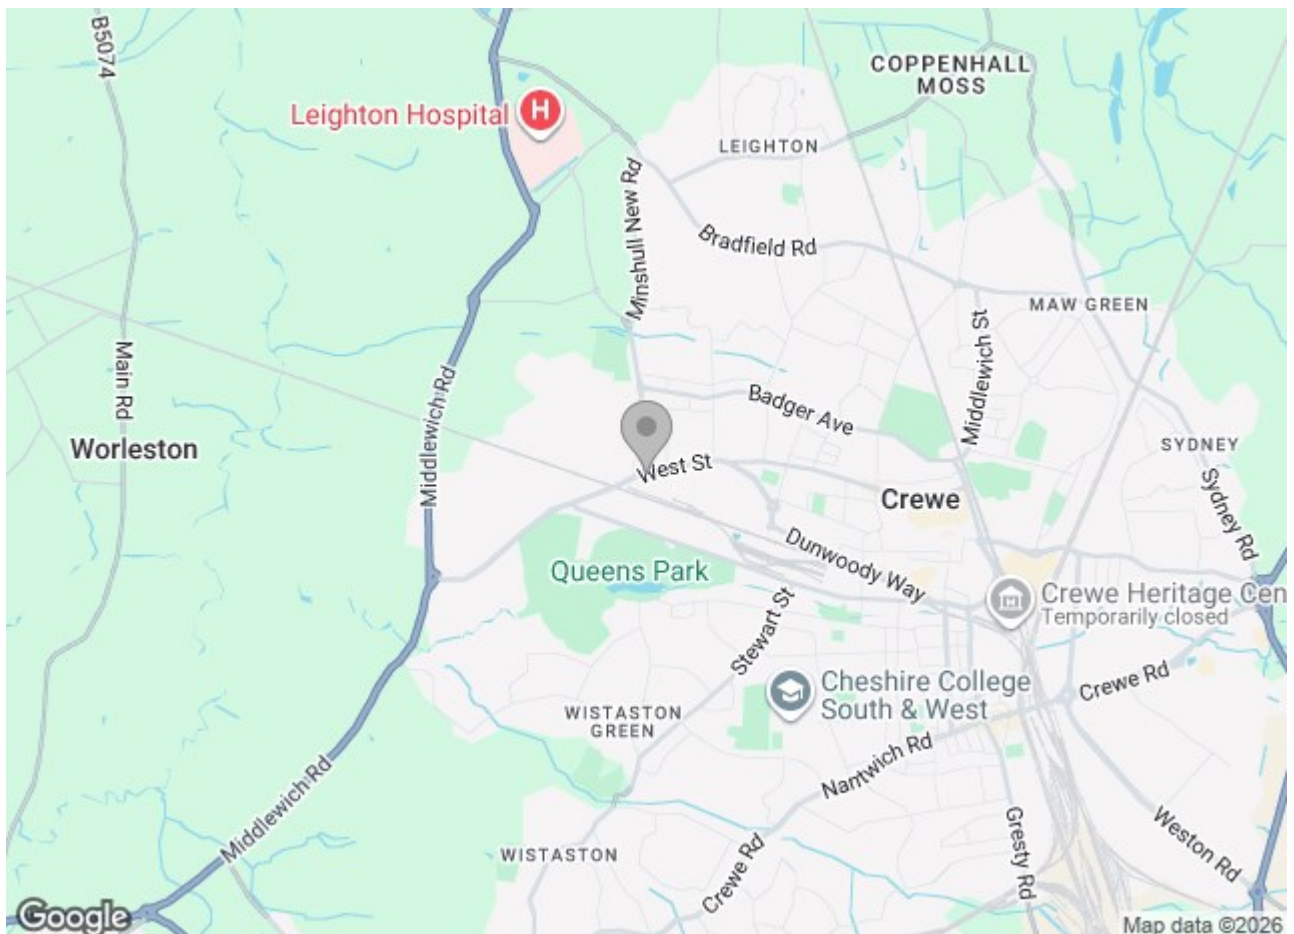 B5074
COPPENHALL
MOSS
Leighton Hospital
H
LEIGHTON
Minshull New Rd
Bradfield Rd
MAW GREEN
Middlewich St
Main Rd
Middlewich Rd
Badger Ave
Worleston
SYDNEY
West St
Sydney Rd
Crewe
Dunwoody Way
Queens Park
Crewe Heritage Cen
Temporarily closed
Stewart St
Cheshire College
South & West
Crewe Rd
WISTASTON
GREEN
Nantwich Rd
Middlewich Rd
Gresty Rd
Weston Rd
WISTASTON
Crewe Rd
Google
Map data ©2026